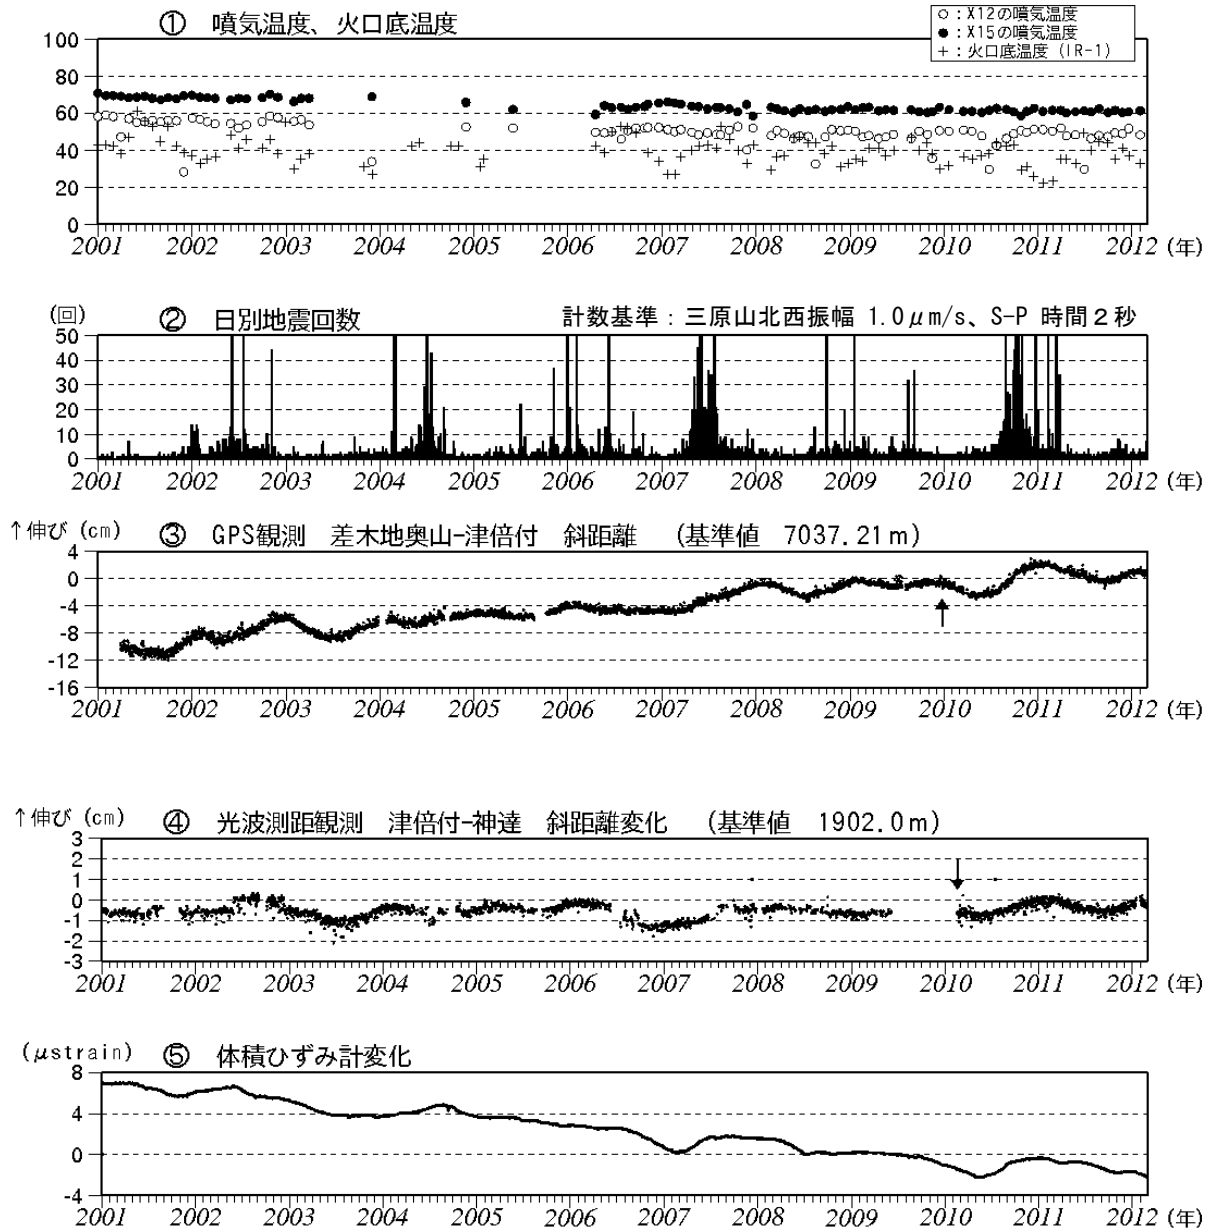 ① 噴気温度、火口底温度
○：X12の噴気温度
●：X15の噴気温度
＋：火口底温度 (IR-1)
100
80
60
40
20
0
2001 2002 2003 2004 2005 2006 2007 2008 2009 2010 2011 2012 (年)
(回) ② 日別地震回数 計数基準：三原山北西振幅 1.0μm/s、S-P 時間２秒
50
40
30
20
10
0
2001 2002 2003 2004 2005 2006 2007 2008 2009 2010 2011 2012 (年)
↑伸び (cm) ③ GPS観測 差木地奥山-津倍付 斜距離 (基準値 7037.21m)
4
0
-4
-8
-12
-16
2001 2002 2003 2004 2005 2006 2007 2008 2009 2010 2011 2012 (年)
↑伸び (cm) ④ 光波測距観測 津倍付-神達 斜距離変化 (基準値 1902.0m)
3
2
1
0
-1
-2
-3
2001 2002 2003 2004 2005 2006 2007 2008 2009 2010 2011 2012 (年)
(μstrain) ⑤ 体積ひずみ計変化
8
4
0
-4
2001 2002 2003 2004 2005 2006 2007 2008 2009 2010 2011 2012 (年)